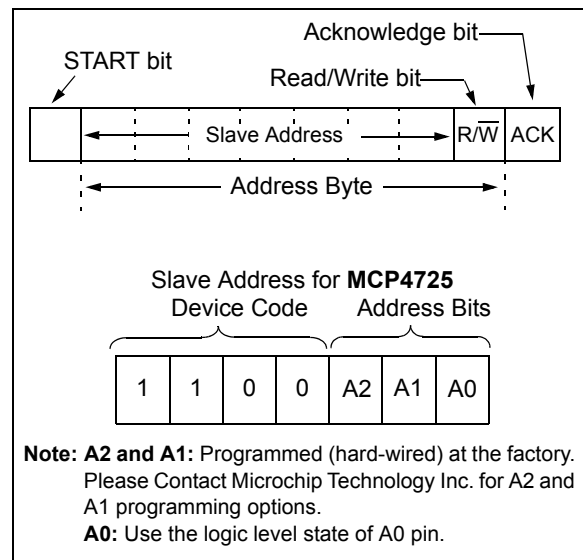 Acknowledge bit
START bit
Read/Write bit
Slave Address
R/W̅
ACK
Address Byte
Slave Address for MCP4725
Device Code
Address Bits
1 1 0 0 A2 A1 A0
Note: A2 and A1: Programmed (hard-wired) at the factory.
Please Contact Microchip Technology Inc. for A2 and
A1 programming options.
A0: Use the logic level state of A0 pin.